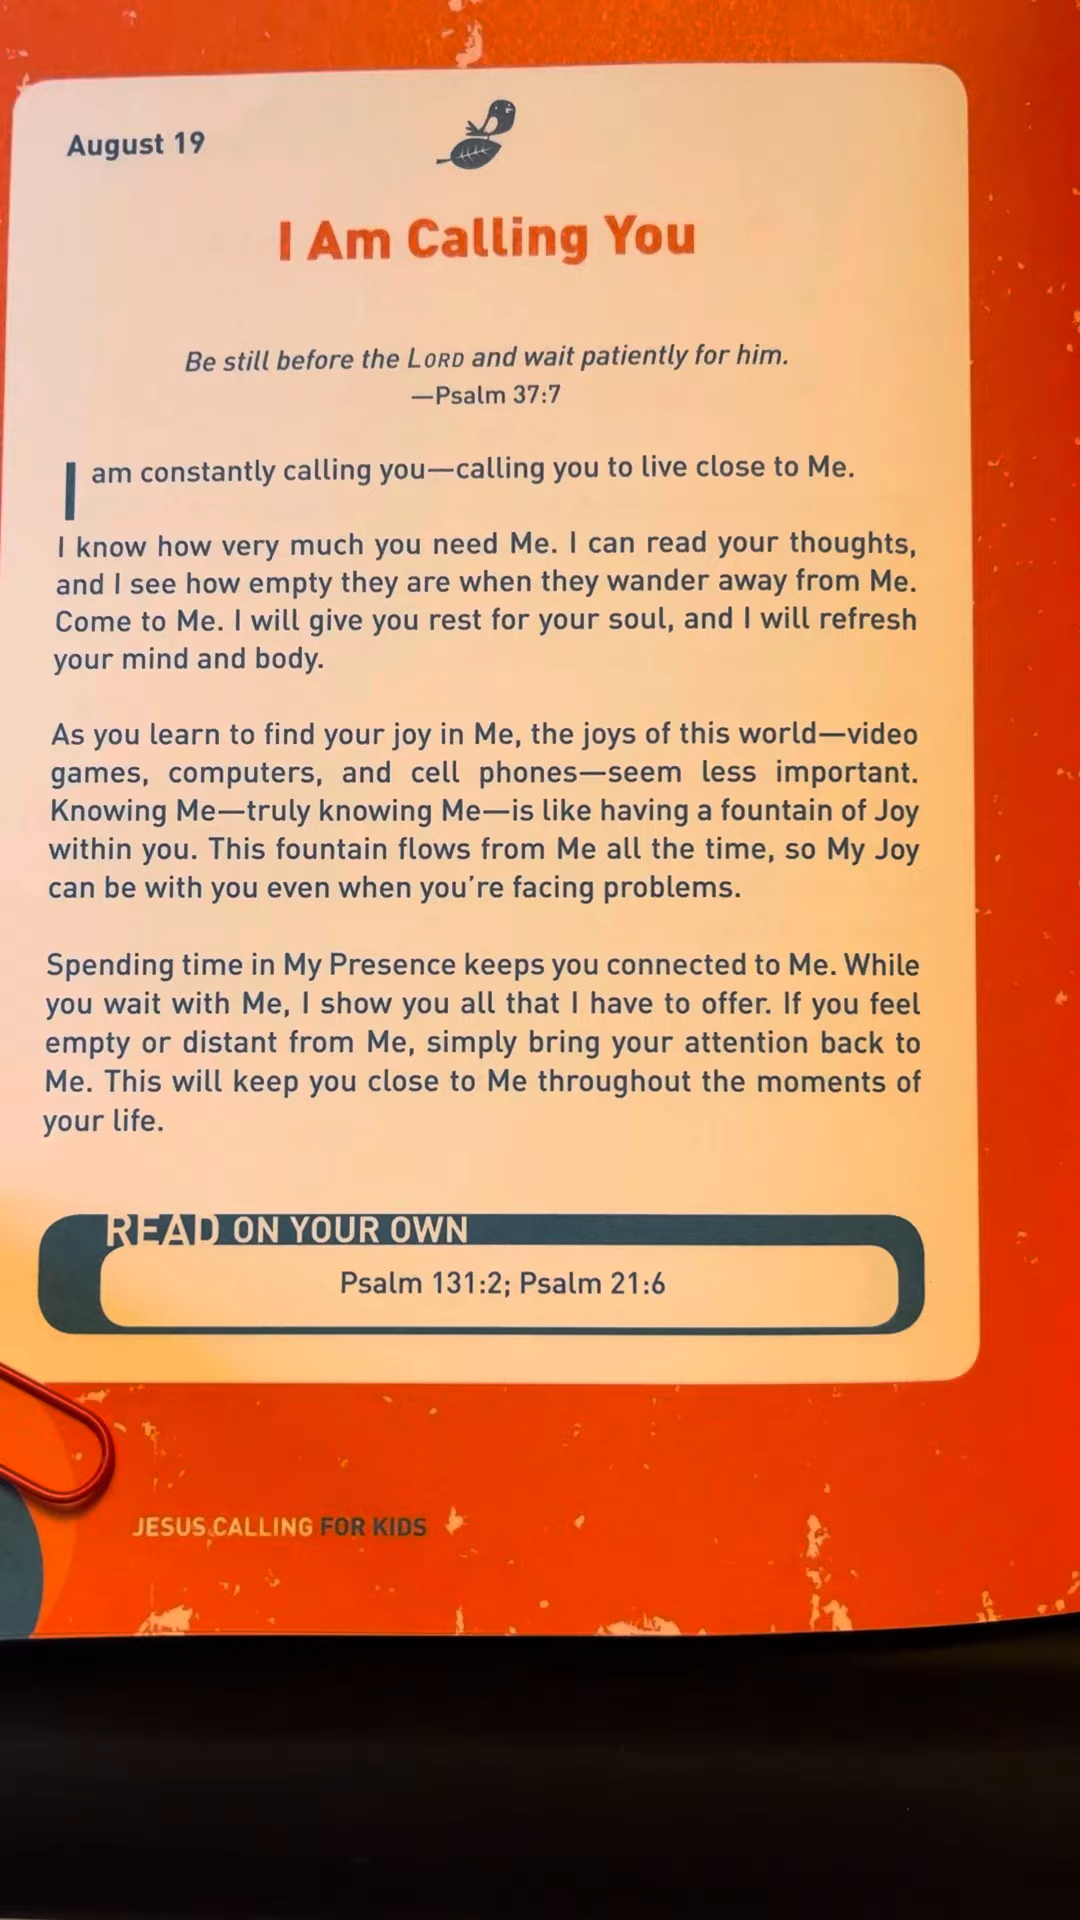 August 19
I Am Calling You
Be still before the LORD and wait patiently for him.
—Psalm 37:7
I am constantly calling you—calling you to live close to Me.
I know how very much you need Me. I can read your thoughts,
and I see how empty they are when they wander away from Me.
Come to Me. I will give you rest for your soul, and I will refresh
your mind and body.
As you learn to find your joy in Me, the joys of this world—video
games, computers, and cell phones—seem less important.
Knowing Me—truly knowing Me—is like having a fountain of Joy
within you. This fountain flows from Me all the time, so My Joy
can be with you even when you're facing problems.
Spending time in My Presence keeps you connected to Me. While
you wait with Me, I show you all that I have to offer. If you feel
empty or distant from Me, simply bring your attention back to
Me. This will keep you close to Me throughout the moments of
your life.
READ ON YOUR OWN
Psalm 131:2; Psalm 21:6
JESUS CALLING FOR KIDS